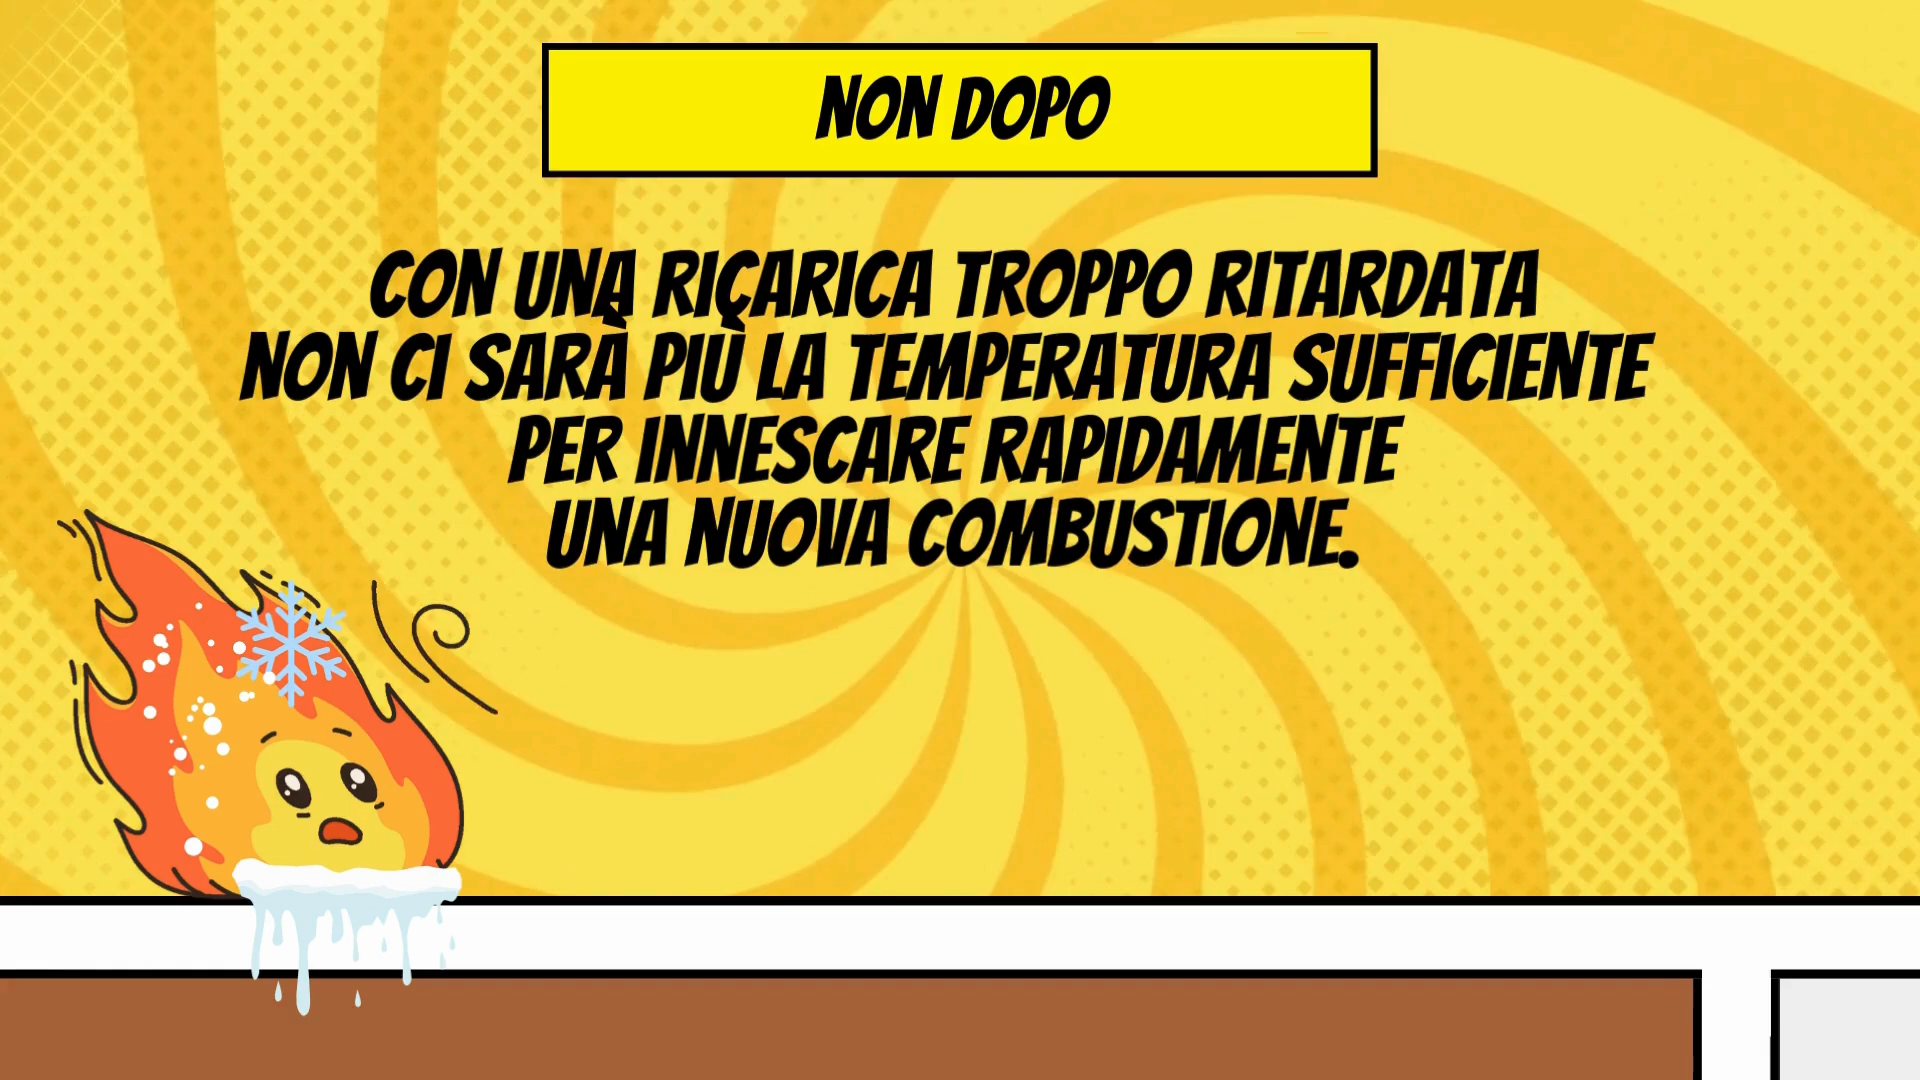 NON DOPO
CON UNA RICARICA TROPPO RITARDATA
NON CI SARÀ PIÙ LA TEMPERATURA SUFFICIENTE
PER INNESCARE RAPIDAMENTE
UNA NUOVA COMBUSTIONE.